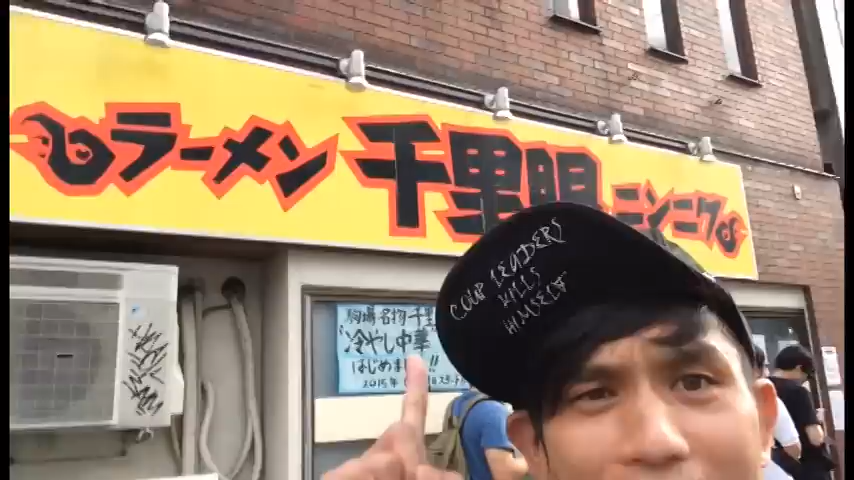 ラーメン 千里眼 ニンニク
COUP LEADERS
KILLS
HIMSELF
駒場名物千里
"冷やし中華"
はじめま !!
2015年